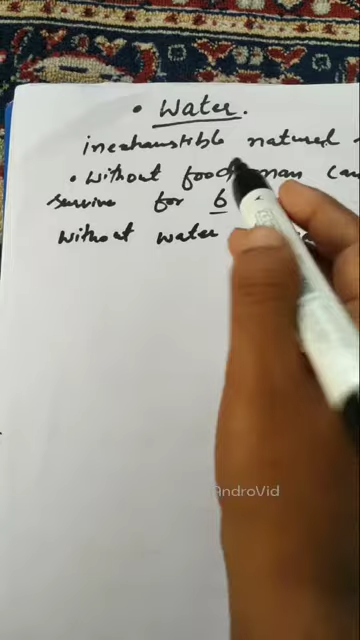 • Water.
inexhaustible natural
• Without food man can
survive for 6
without water
AndroVid